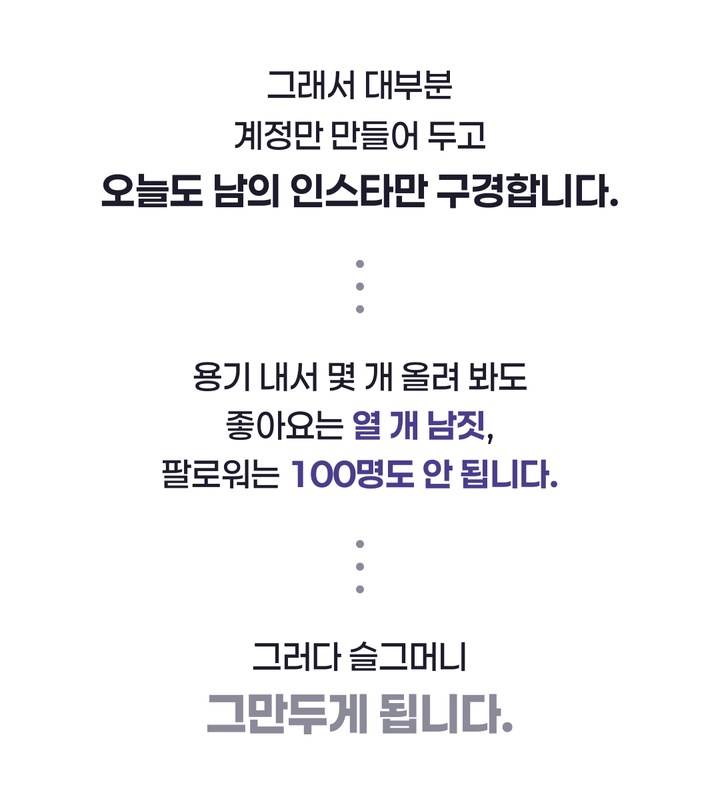 그래서 대부분
계정만 만들어 두고
오늘도 남의 인스타만 구경합니다.
용기 내서 몇 개 올려 봐도
좋아요는 열 개 남짓,
팔로워는 100명도 안 됩니다.
그러다 슬그머니
그만두게 됩니다.